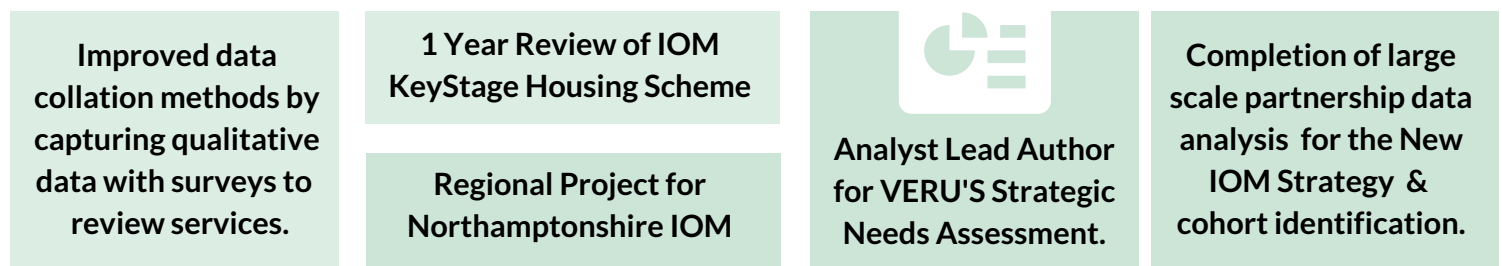 Improved data
collation methods by
capturing qualitative
data with surveys to
review services.
1 Year Review of IOM
KeyStage Housing Scheme
Regional Project for
Northamptonshire IOM
Analyst Lead Author
for VERU'S Strategic
Needs Assessment.
Completion of large
scale partnership data
analysis for the New
IOM Strategy &
cohort identification.